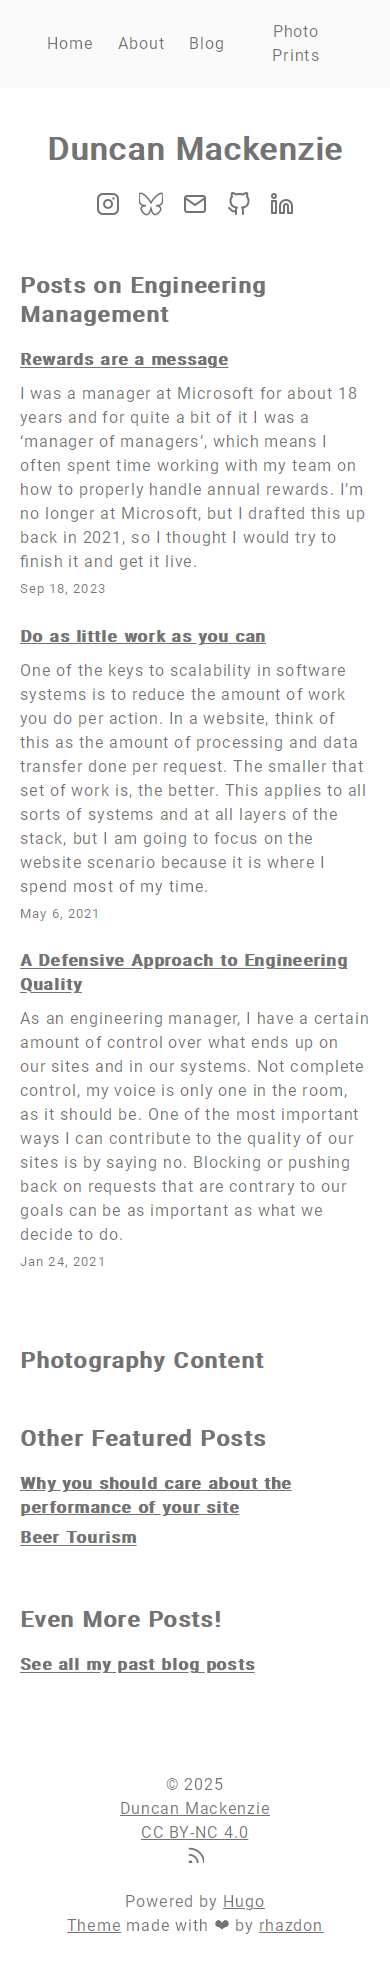 Home About Blog Photo
Prints
Duncan Mackenzie
Posts on Engineering
Management
Rewards are a message
I was a manager at Microsoft for about 18
years and for quite a bit of it I was a
‘manager of managers’, which means I
often spent time working with my team on
how to properly handle annual rewards. I’m
no longer at Microsoft, but I drafted this up
back in 2021, so I thought I would try to
finish it and get it live.
Sep 18, 2023
Do as little work as you can
One of the keys to scalability in software
systems is to reduce the amount of work
you do per action. In a website, think of
this as the amount of processing and data
transfer done per request. The smaller that
set of work is, the better. This applies to all
sorts of systems and at all layers of the
stack, but I am going to focus on the
website scenario because it is where I
spend most of my time.
May 6, 2021
A Defensive Approach to Engineering
Quality
As an engineering manager, I have a certain
amount of control over what ends up on
our sites and in our systems. Not complete
control, my voice is only one in the room,
as it should be. One of the most important
ways I can contribute to the quality of our
sites is by saying no. Blocking or pushing
back on requests that are contrary to our
goals can be as important as what we
decide to do.
Jan 24, 2021
Photography Content
Other Featured Posts
Why you should care about the
performance of your site
Beer Tourism
Even More Posts!
See all my past blog posts
© 2025
Duncan Mackenzie
CC BY-NC 4.0
Powered by Hugo
Theme made with ❤ by rhazdon